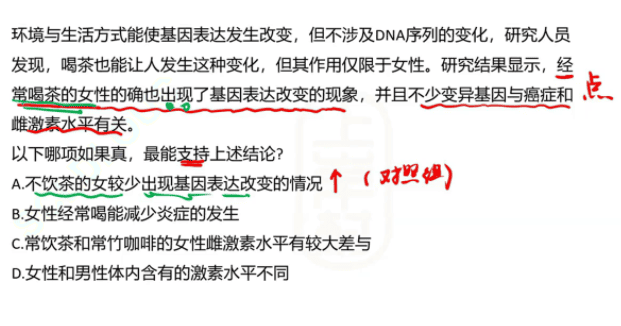 环境与生活方式能使基因表达发生改变，但不涉及DNA序列的变化，研究人员
发现，喝茶也能让人发生这种变化，但其作用仅限于女性。研究结果显示，经
常喝茶的女性的确也出现了基因表达改变的现象，并且不少变异基因与癌症和 点
雌激素水平有关。
以下哪项如果真，最能支持上述结论?
A.不饮茶的女较少出现基因表达改变的情况 ↑ (对照组)
B.女性经常喝能减少炎症的发生
C.常饮茶和常竹咖啡的女性雌激素水平有较大差与
D.女性和男性体内含有的激素水平不同